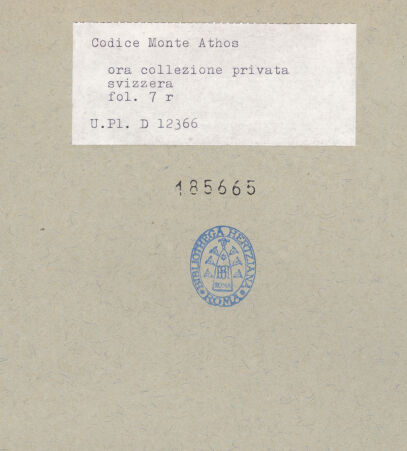 Codice Monte Athos
ora collezione privata
svizzera
fol. 7 r
U.Pl. D 12366
185665
BIBLIOTHECA HERTZIANA
ROMA